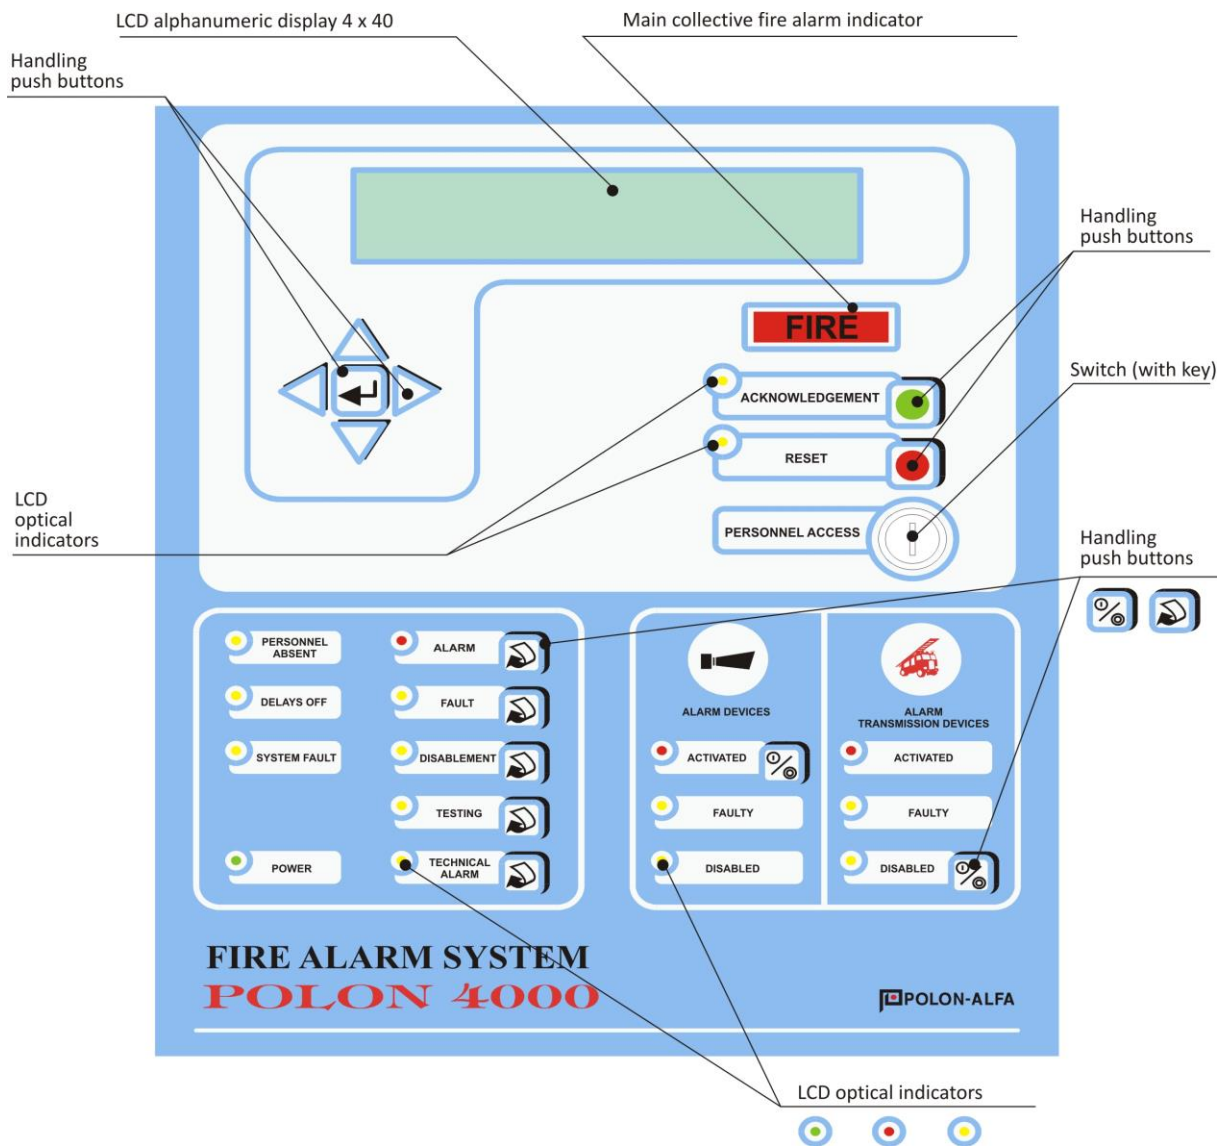 LCD alphanumeric display 4 x 40
Main collective fire alarm indicator
Handling
push buttons
Handling
push buttons
FIRE
ACKNOWLEDGEMENT
Switch (with key)
RESET
LCD
optical
indicators
PERSONNEL ACCESS
Handling
push buttons
PERSONNEL
ABSENT
ALARM
DELAYS OFF
FAULT
SYSTEM FAULT
DISABLEMENT
TESTING
POWER
TECHNICAL
ALARM
ALARM DEVICES
ACTIVATED
FAULTY
DISABLED
ALARM
TRANSMISSION DEVICES
ACTIVATED
FAULTY
DISABLED
FIRE ALARM SYSTEM
POLON 4000
POLON-ALFA
LCD optical indicators